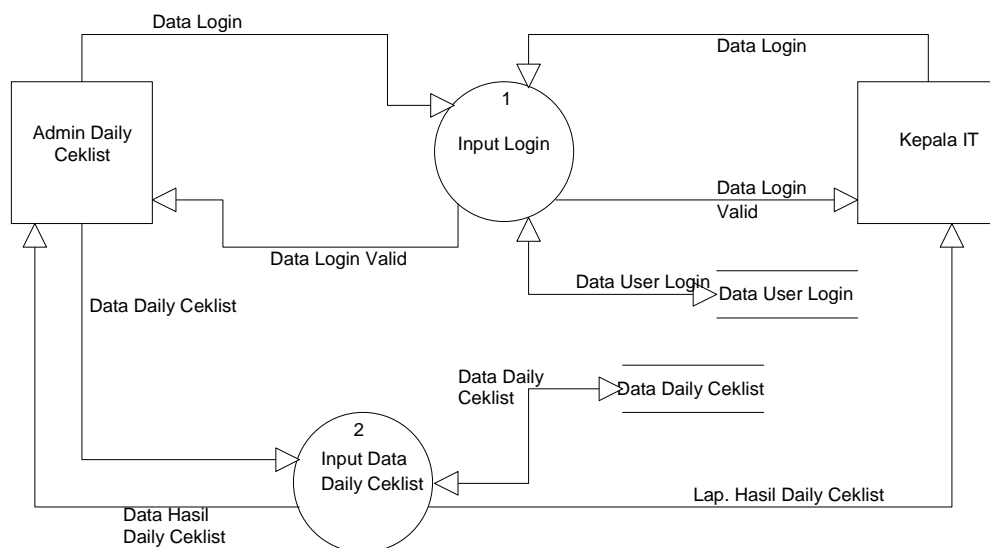 Data Login
Data Login
1
Input Login
Admin Daily
Ceklist
Kepala IT
Data Login
Valid
Data Login Valid
Data User Login
Data User Login
Data Daily Ceklist
Data Daily
Ceklist
Data Daily Ceklist
2
Input Data
Daily Ceklist
Lap. Hasil Daily Ceklist
Data Hasil
Daily Ceklist